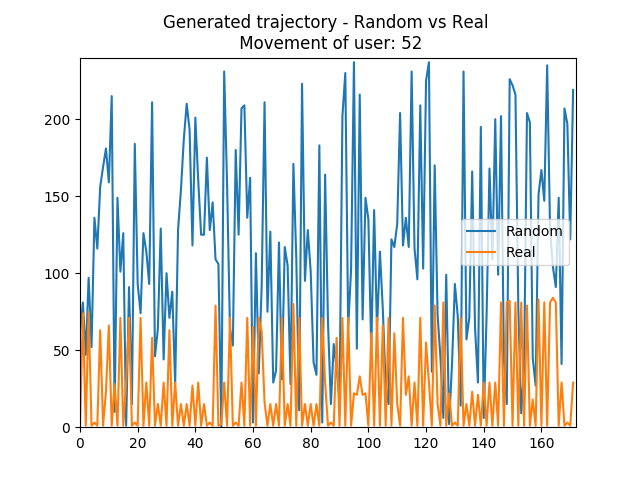 Generated trajectory - Random vs Real
Movement of user: 52
200
150
100
50
0
Random
Real
0 20 40 60 80 100 120 140 160